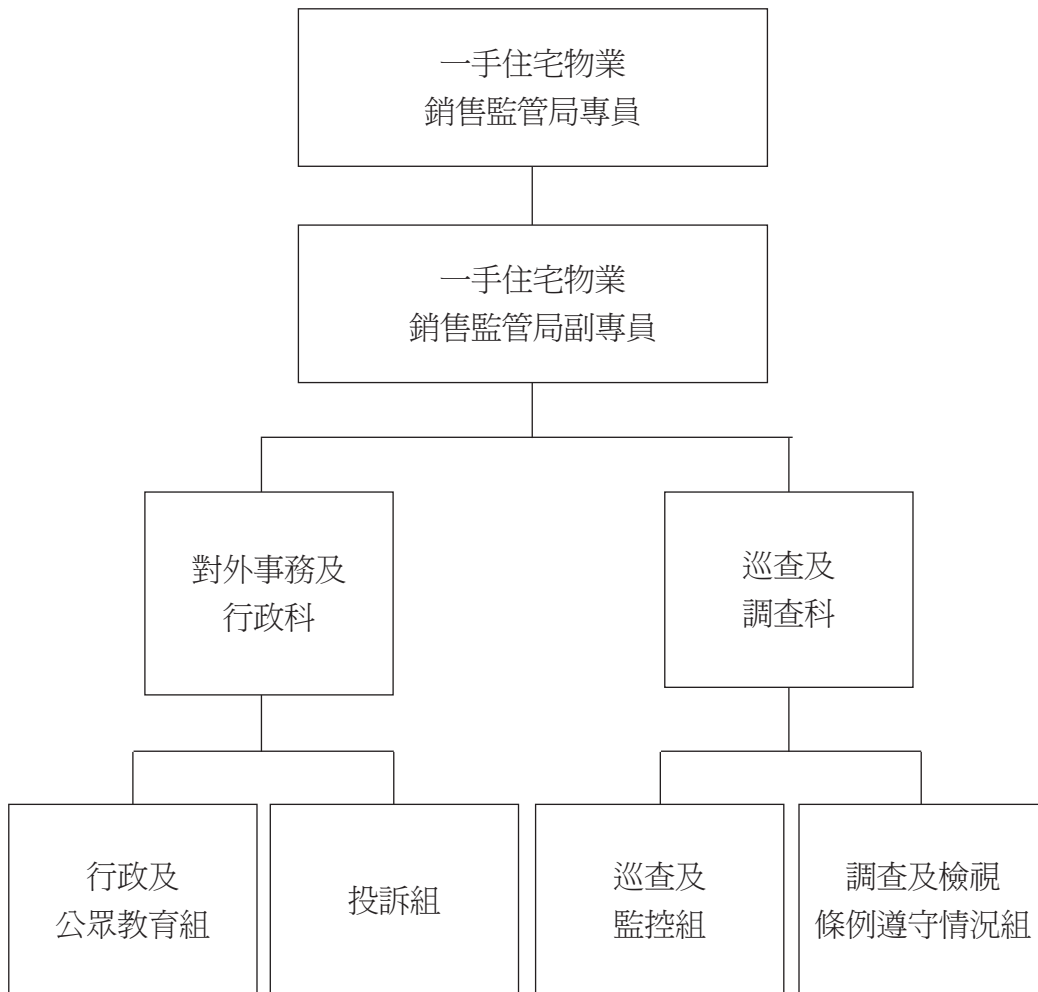 一手住宅物業
銷售監管局專員
一手住宅物業
銷售監管局副專員
對外事務及
行政科
巡查及
調查科
行政及
公眾教育組
投訴組
巡查及
監控組
調查及檢視
條例遵守情況組